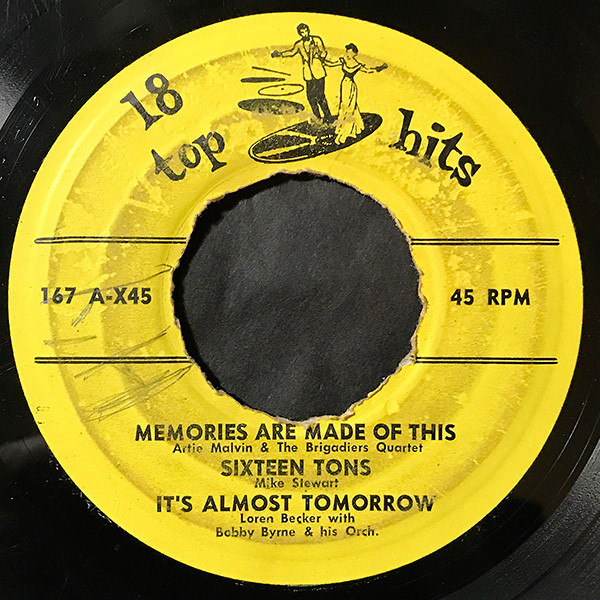 18
top hits
167 A-X45
45 RPM
MEMORIES ARE MADE OF THIS
Artie Malvin & The Brigadiers Quartet
SIXTEEN TONS
Mike Stewart
IT'S ALMOST TOMORROW
Loren Becker with
Bobby Byrne & his Orch.